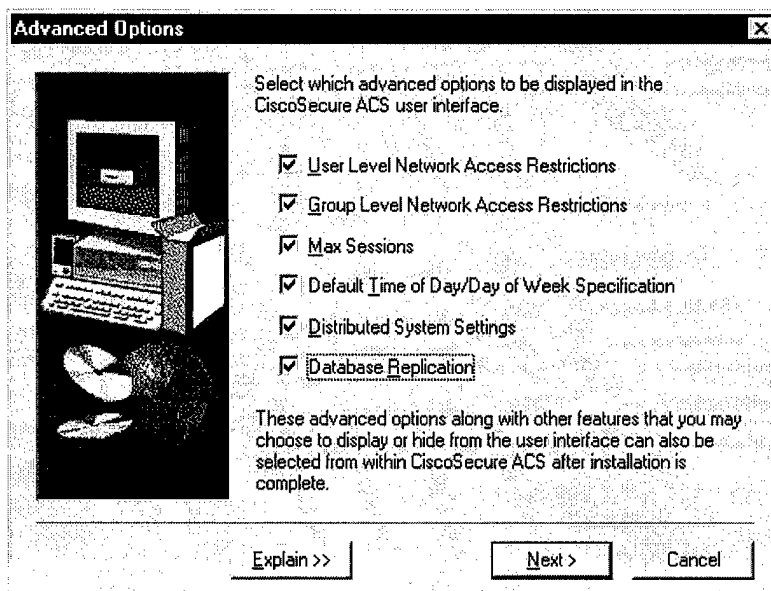 Advanced Options
Select which advanced options to be displayed in the
CiscoSecure ACS user interface.
User Level Network Access Restrictions
Group Level Network Access Restrictions
Max Sessions
Default Time of Day/Day of Week Specification
Distributed System Settings
Database Replication
These advanced options along with other features that you may
choose to display or hide from the user interface can also be
selected from within CiscoSecure ACS after installation is
complete.
Explain >>
Next >
Cancel